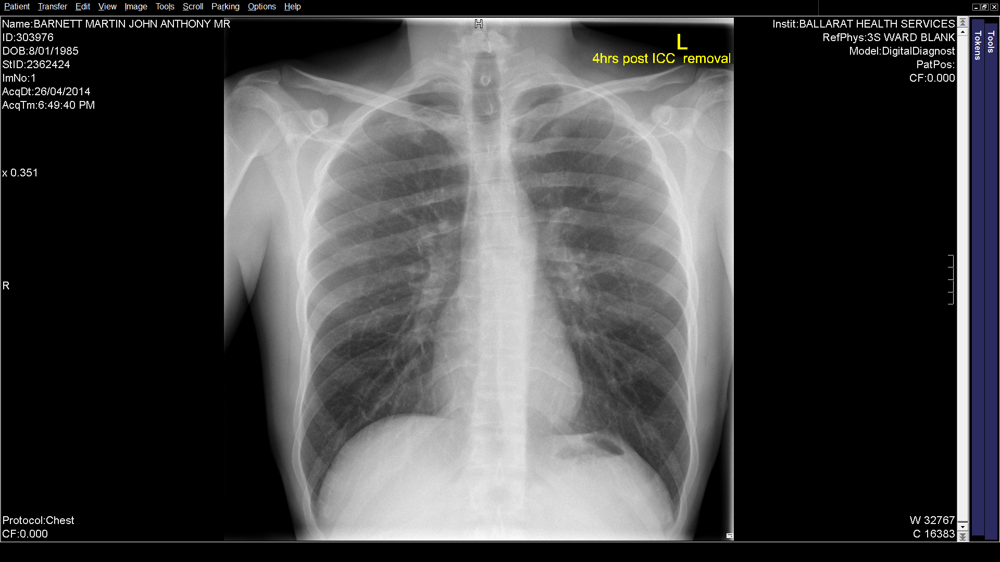 Patient Transfer Edit View Image Tools Scroll Parking Options Help
Name:BARNETT MARTIN JOHN ANTHONY MR
ID:303976
DOB:8/01/1985
StID:2362424
ImNo:1
AcqDt:26/04/2014
AcqTm:6:49:40 PM
x 0.351
R
Protocol:Chest
CF:0.000
H
L
4hrs post ICC removal
Instit:BALLARAT HEALTH SERVICES
RefPhys:3S WARD BLANK
Model:DigitalDiagnost
PatPos:
CF:0.000
W 32767
C 16383
Tokens
Tools